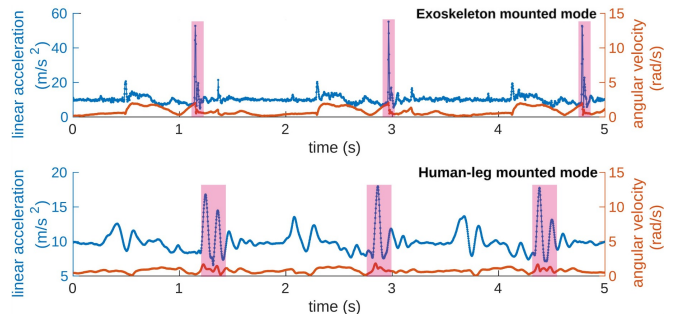 Exoskeleton mounted mode
linear acceleration
(m/s 2)
60
40
20
0
15
10
5
0
angular velocity
(rad/s)
0 1 2 3 4 5
time (s)
Human-leg mounted mode
linear acceleration
(m/s 2)
20
15
10
5
15
10
5
0
angular velocity
(rad/s)
0 1 2 3 4 5
time (s)